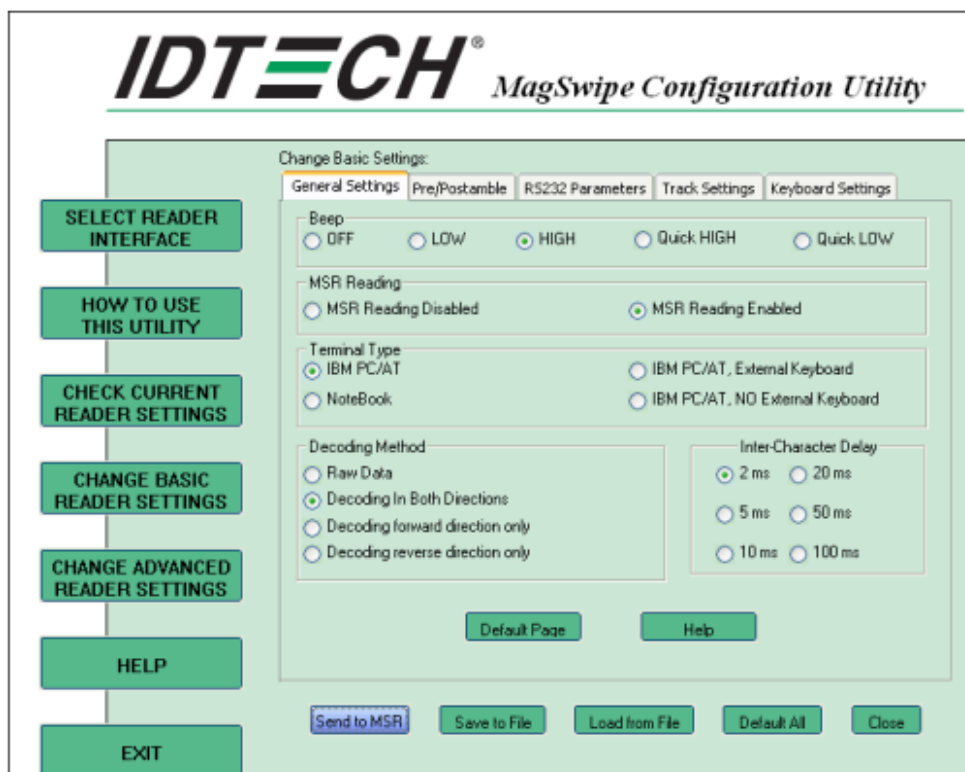 IDTECH®
MagSwipe Configuration Utility
Change Basic Settings:
General Settings Pre/Postamble RS232 Parameters Track Settings Keyboard Settings
SELECT READER
INTERFACE
HOW TO USE
THIS UTILITY
CHECK CURRENT
READER SETTINGS
CHANGE BASIC
READER SETTINGS
CHANGE ADVANCED
READER SETTINGS
HELP
EXIT
Beep
OFF LOW HIGH Quick HIGH Quick LOW
MSR Reading
MSR Reading Disabled MSR Reading Enabled
Terminal Type
IBM PC/AT IBM PC/AT, External Keyboard
NoteBook IBM PC/AT, NO External Keyboard
Decoding Method
Raw Data
Decoding In Both Directions
Decoding forward direction only
Decoding reverse direction only
Inter-Character Delay
2 ms 20 ms
5 ms 50 ms
10 ms 100 ms
Default Page Help
Send to MSR Save to File Load from File Default All Close